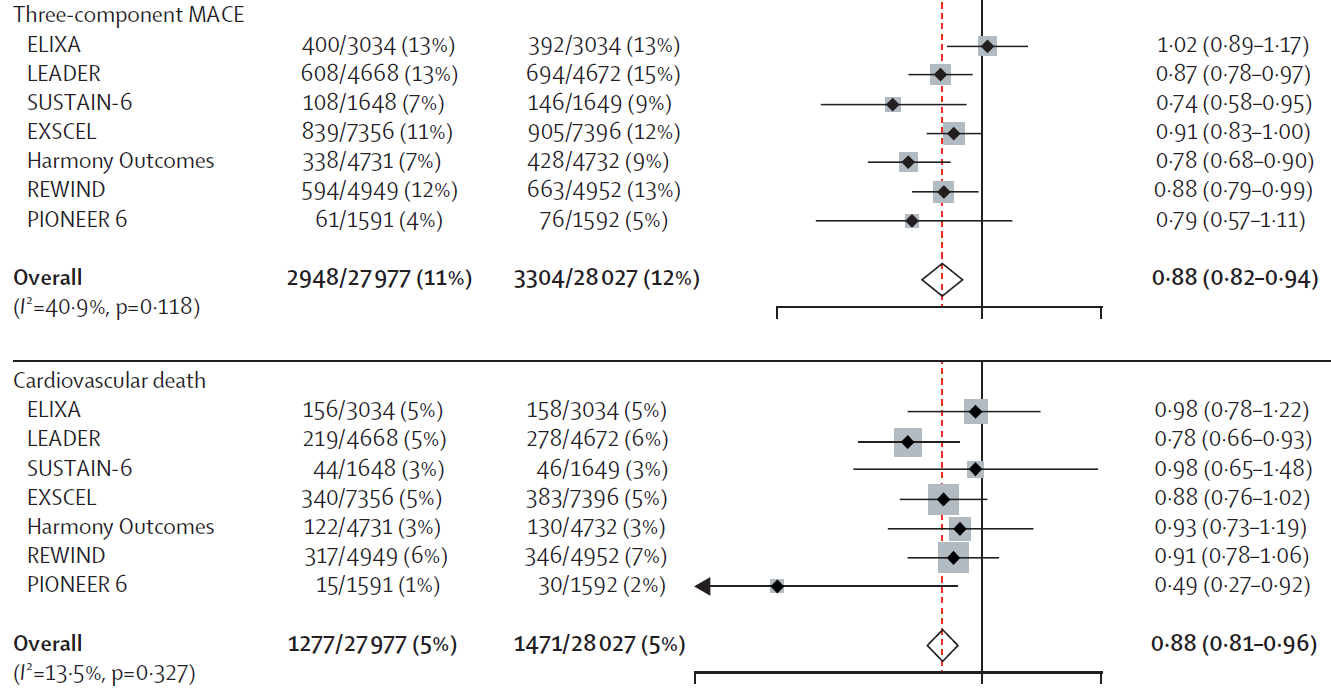 Three-component MACE
ELIXA 400/3034 (13%) 392/3034 (13%) 1·02 (0·89–1·17)
LEADER 608/4668 (13%) 694/4672 (15%) 0·87 (0·78–0·97)
SUSTAIN-6 108/1648 (7%) 146/1649 (9%) 0·74 (0·58–0·95)
EXSCEL 839/7356 (11%) 905/7396 (12%) 0·91 (0·83–1·00)
Harmony Outcomes 338/4731 (7%) 428/4732 (9%) 0·78 (0·68–0·90)
REWIND 594/4949 (12%) 663/4952 (13%) 0·88 (0·79–0·99)
PIONEER 6 61/1591 (4%) 76/1592 (5%) 0·79 (0·57–1·11)
Overall 2948/27 977 (11%) 3304/28 027 (12%) 0·88 (0·82–0·94)
(I²=40·9%, p=0·118)
Cardiovascular death
ELIXA 156/3034 (5%) 158/3034 (5%) 0·98 (0·78–1·22)
LEADER 219/4668 (5%) 278/4672 (6%) 0·78 (0·66–0·93)
SUSTAIN-6 44/1648 (3%) 46/1649 (3%) 0·98 (0·65–1·48)
EXSCEL 340/7356 (5%) 383/7396 (5%) 0·88 (0·76–1·02)
Harmony Outcomes 122/4731 (3%) 130/4732 (3%) 0·93 (0·73–1·19)
REWIND 317/4949 (6%) 346/4952 (7%) 0·91 (0·78–1·06)
PIONEER 6 15/1591 (1%) 30/1592 (2%) 0·49 (0·27–0·92)
Overall 1277/27 977 (5%) 1471/28 027 (5%) 0·88 (0·81–0·96)
(I²=13·5%, p=0·327)